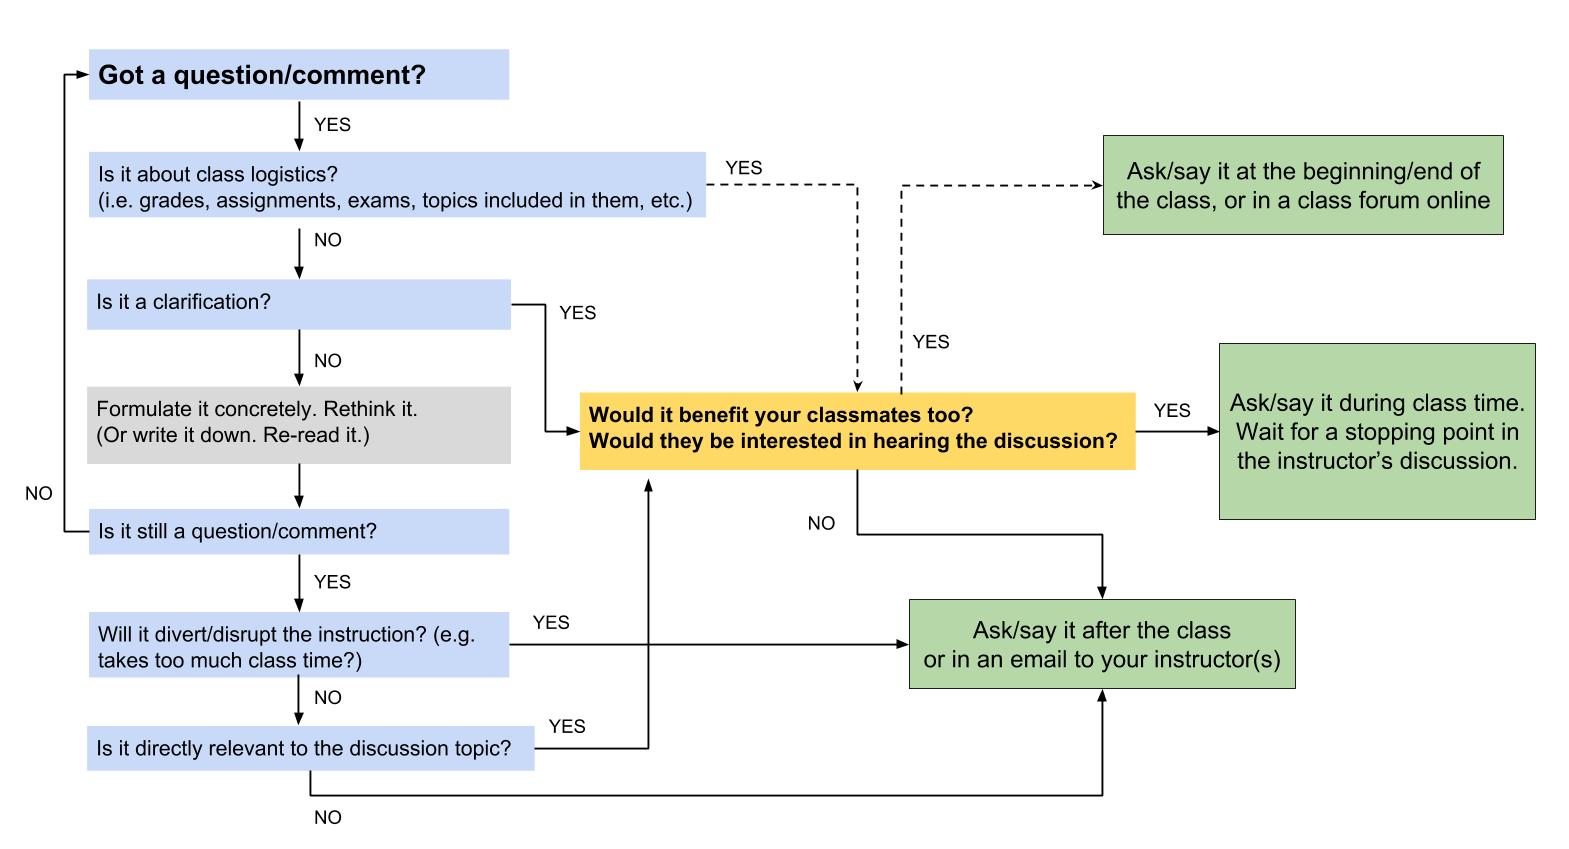 Got a question/comment?
YES
Is it about class logistics?
(i.e. grades, assignments, exams, topics included in them, etc.)
YES
NO
Is it a clarification?
YES
NO
Formulate it concretely. Rethink it.
(Or write it down. Re-read it.)
NO
Is it still a question/comment?
YES
Will it divert/disrupt the instruction? (e.g.
takes too much class time?)
YES
NO
Is it directly relevant to the discussion topic?
YES
NO
Would it benefit your classmates too?
Would they be interested in hearing the discussion?
YES
YES
NO
Ask/say it at the beginning/end of
the class, or in a class forum online
Ask/say it during class time.
Wait for a stopping point in
the instructor’s discussion.
Ask/say it after the class
or in an email to your instructor(s)